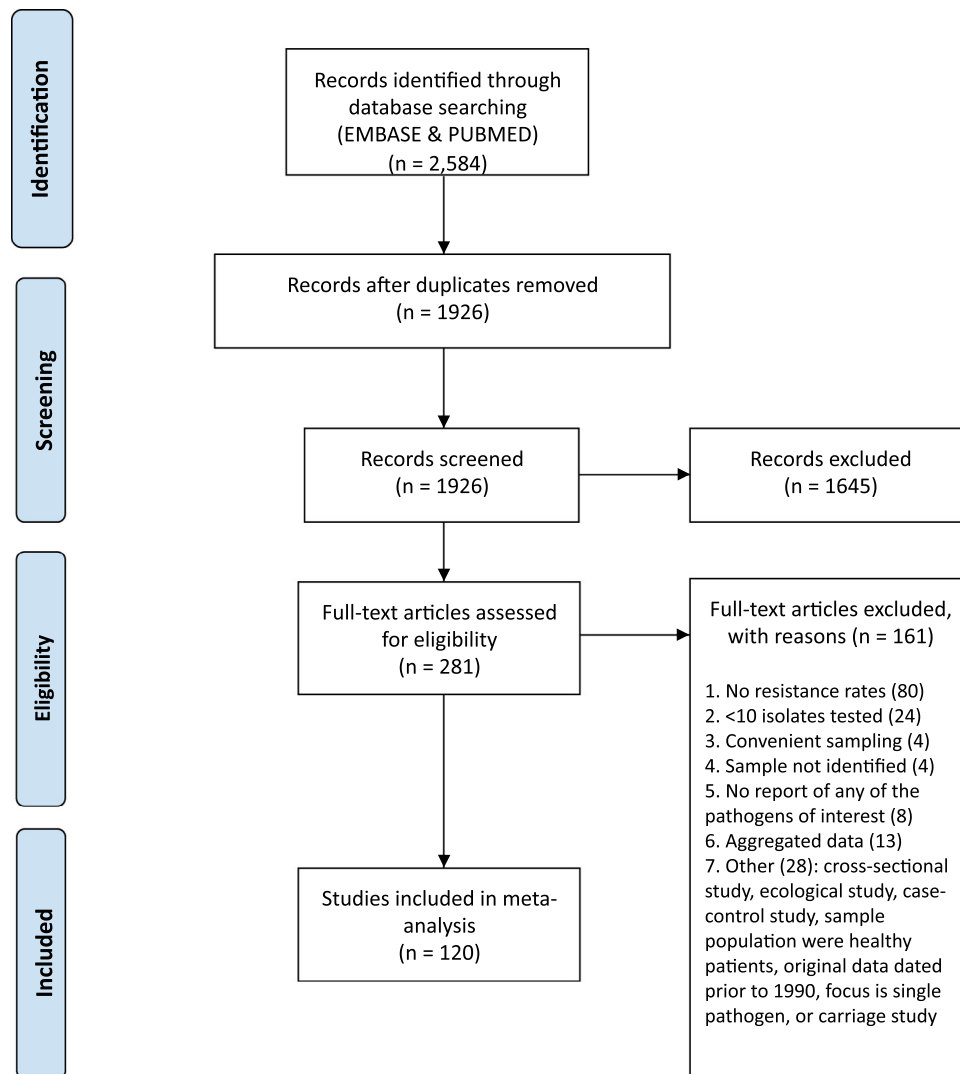 Identification
Records identified through
database searching
(EMBASE & PUBMED)
(n = 2,584)
Screening
Records after duplicates removed
(n = 1926)
Records screened
(n = 1926)
Records excluded
(n = 1645)
Eligibility
Full-text articles assessed
for eligibility
(n = 281)
Full-text articles excluded,
with reasons (n = 161)
1. No resistance rates (80)
2. <10 isolates tested (24)
3. Convenient sampling (4)
4. Sample not identified (4)
5. No report of any of the
pathogens of interest (8)
6. Aggregated data (13)
7. Other (28): cross-sectional
study, ecological study, case-
control study, sample
population were healthy
patients, original data dated
prior to 1990, focus is single
pathogen, or carriage study
Included
Studies included in meta-
analysis
(n = 120)